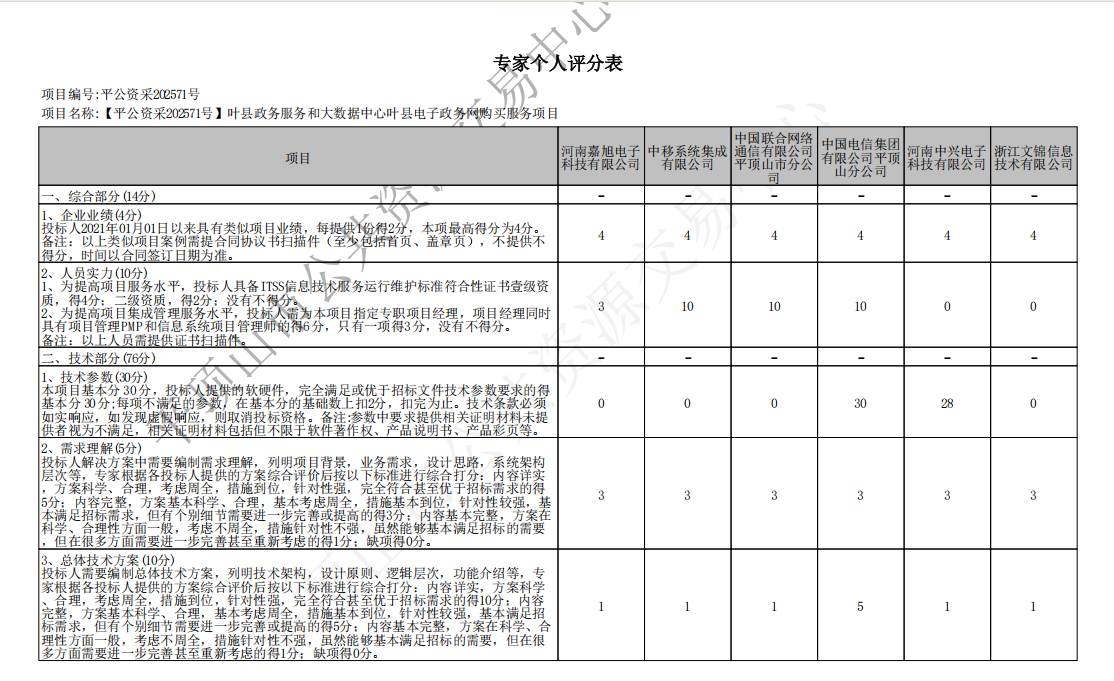 专家个人评分表
项目编号:平公资采202571号
项目名称:【平公资采202571号】叶县政务服务和大数据中心叶县电子政务网购买服务项目
项目
河南嘉旭电子
科技有限公司
中移系统集成
有限公司
中国联合网络
通信有限公司
平顶山市分公
司
中国电信集团
有限公司平顶
山分公司
河南中兴电子
科技有限公司
浙江文锦信息
技术有限公司
一、综合部分(14分) – – – – – –
1、企业业绩(4分)
投标人2021年01月01日以来具有类似项目业绩，每提供1份得2分，本项最高得分为4分。
备注：以上类似项目案例需提合同协议书扫描件（至少包括首页、盖章页），不提供不
得分，时间以合同签订日期为准。
4 4 4 4 4 4
2、人员实力(10分)
1、为提高项目服务水平，投标人具备ITSS信息技术服务运行维护标准符合性证书壹级资
质，得4分；二级资质，得2分；没有不得分。
2、为提高项目集成管理服务水平，投标人需为本项目指定专职项目经理，项目经理同时
具有项目管理PMP和信息系统项目管理师的得6分，只有一项得3分，没有不得分。
备注：以上人员需提供证书扫描件。
3 10 10 10 0 0
二、技术部分(76分) – – – – – –
1、技术参数(30分)
本项目基本分30分，投标人提供的软硬件，完全满足或优于招标文件技术参数要求的得
基本分30分;每项不满足的参数，在基本分的基础数上扣2分，扣完为止。技术条款必须
如实响应，如发现虚假响应，则取消投标资格。备注:参数中要求提供相关证明材料未提
供者视为不满足，相关证明材料包括但不限于软件著作权、产品说明书、产品彩页等。
0 0 0 30 28 0
2、需求理解(5分)
投标人解决方案中需要编制需求理解，列明项目背景，业务需求，设计思路，系统架构
层次等，专家根据各投标人提供的方案综合评价后按以下标准进行综合打分：内容详实
，方案科学、合理，考虑周全，措施到位，针对性强，完全符合甚至优于招标需求的得
5分；内容完整，方案基本科学、合理，基本考虑周全，措施基本到位，针对性较强，基
本满足招标需求，但有个别细节需要进一步完善或提高的得3分；内容基本完整，方案在
科学、合理性方面一般，考虑不周全，措施针对性不强，虽然能够基本满足招标的需要
，但在很多方面需要进一步完善甚至重新考虑的得1分；缺项得0分。
3 3 3 3 3 3
3、总体技术方案(10分)
投标人需要编制总体技术方案，列明技术架构，设计原则、逻辑层次，功能介绍等，专
家根据各投标人提供的方案综合评价后按以下标准进行综合打分：内容详实，方案科学
、合理，考虑周全，措施到位，针对性强，完全符合甚至优于招标需求的得10分；内容
完整，方案基本科学、合理，基本考虑周全，措施基本到位，针对性较强，基本满足招
标需求，但有个别细节需要进一步完善或提高的得5分；内容基本完整，方案在科学、合
理性方面一般，考虑不周全，措施针对性不强，虽然能够基本满足招标的需要，但在很
多方面需要进一步完善甚至重新考虑的得1分；缺项得0分。
1 1 1 5 1 1
平顶山市公共资源交易中心